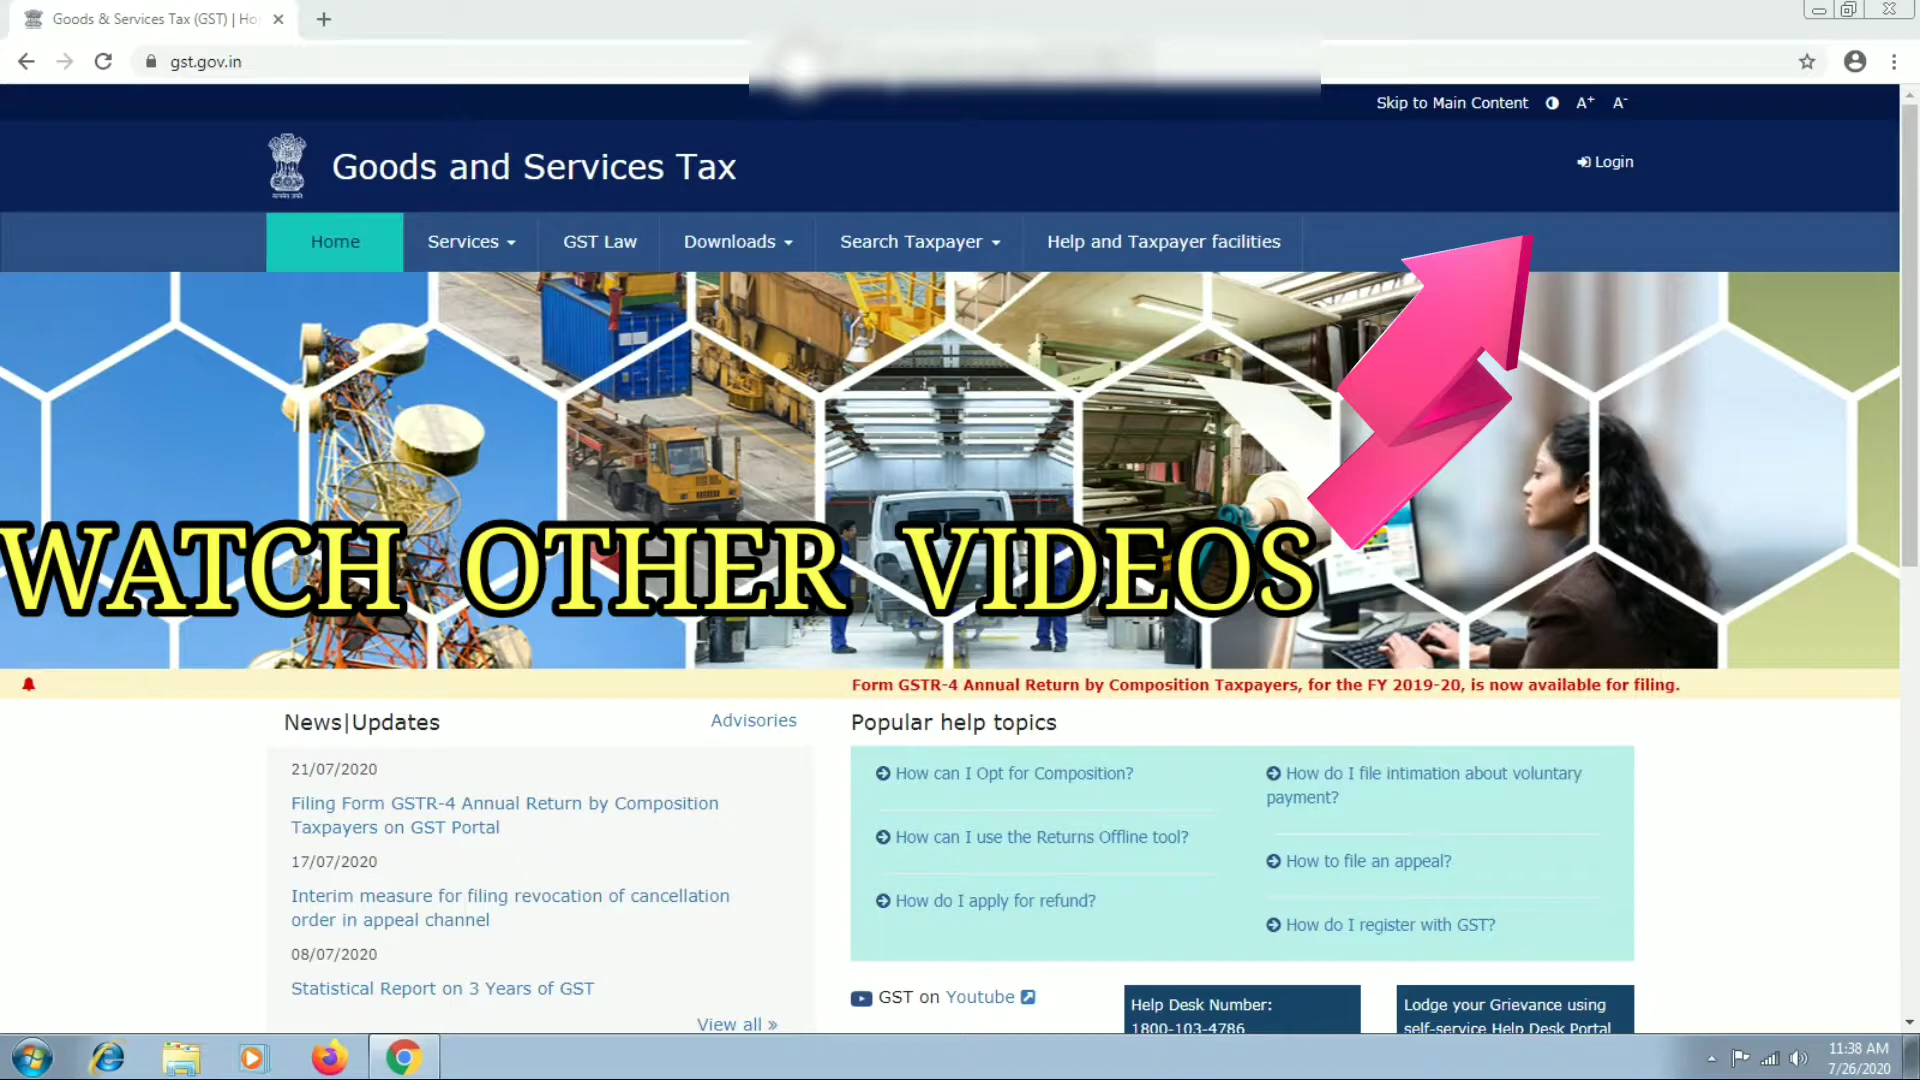 Goods & Services Tax (GST) | Ho
gst.gov.in
Skip to Main Content A+ A-
Goods and Services Tax
Login
Home Services GST Law Downloads Search Taxpayer Help and Taxpayer facilities
WATCH OTHER VIDEOS
Form GSTR-4 Annual Return by Composition Taxpayers, for the FY 2019-20, is now available for filing.
News|Updates Advisories
21/07/2020
Filing Form GSTR-4 Annual Return by Composition
Taxpayers on GST Portal
17/07/2020
Interim measure for filing revocation of cancellation
order in appeal channel
08/07/2020
Statistical Report on 3 Years of GST
View all »
Popular help topics
How can I Opt for Composition?
How can I use the Returns Offline tool?
How do I apply for refund?
How do I file intimation about voluntary
payment?
How to file an appeal?
How do I register with GST?
GST on Youtube
Help Desk Number:
1800-103-4786
Lodge your Grievance using
self-service Help Desk Portal
11:38 AM
7/26/2020